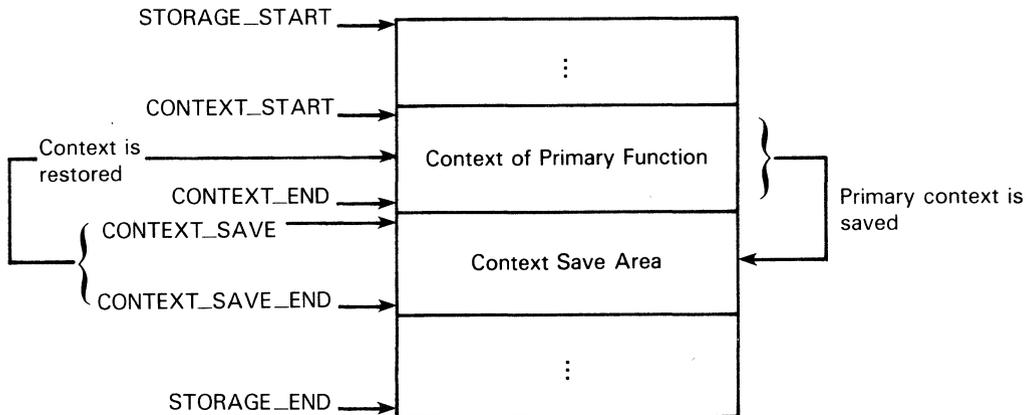 STORAGE_START
⋮
CONTEXT_START
Context is
restored
Context of Primary Function
CONTEXT_END
Primary context is
saved
CONTEXT_SAVE
Context Save Area
CONTEXT_SAVE_END
⋮
STORAGE_END